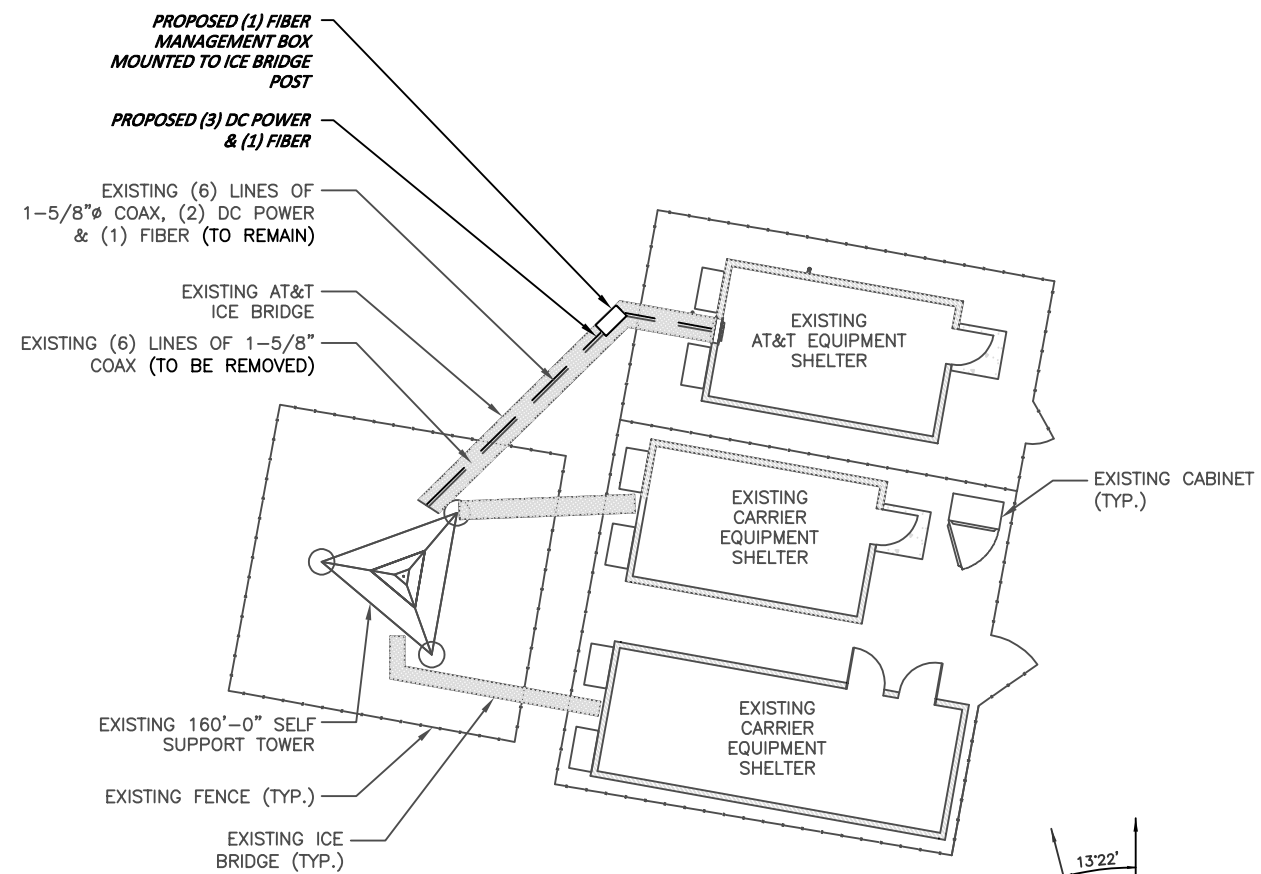 PROPOSED (1) FIBER
MANAGEMENT BOX
MOUNTED TO ICE BRIDGE
POST
PROPOSED (3) DC POWER
& (1) FIBER
EXISTING (6) LINES OF
1-5/8"ø COAX, (2) DC POWER
& (1) FIBER (TO REMAIN)
EXISTING AT&T
ICE BRIDGE
EXISTING (6) LINES OF 1-5/8"
COAX (TO BE REMOVED)
EXISTING
AT&T EQUIPMENT
SHELTER
EXISTING CABINET
(TYP.)
EXISTING
CARRIER
EQUIPMENT
SHELTER
EXISTING
CARRIER
EQUIPMENT
SHELTER
EXISTING 160'-0" SELF
SUPPORT TOWER
EXISTING FENCE (TYP.)
EXISTING ICE
BRIDGE (TYP.)
13°22'